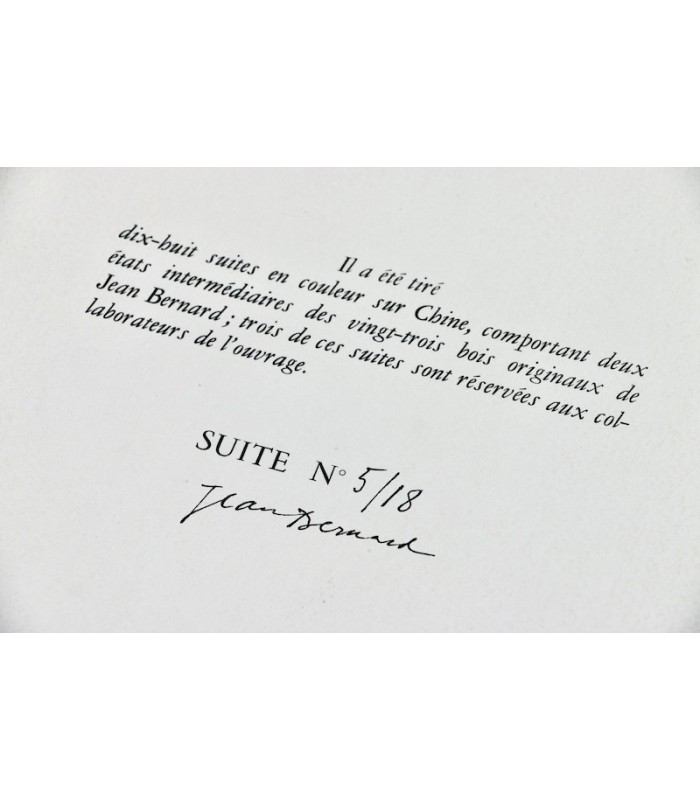 Il a été tiré
dix-huit suites en couleur sur Chine, comportant deux
états intermédiaires des vingt-trois bois originaux de
Jean Bernard ; trois de ces suites sont réservées aux col-
laborateurs de l'ouvrage.
SUITE N° 5/18
Jean Bernard